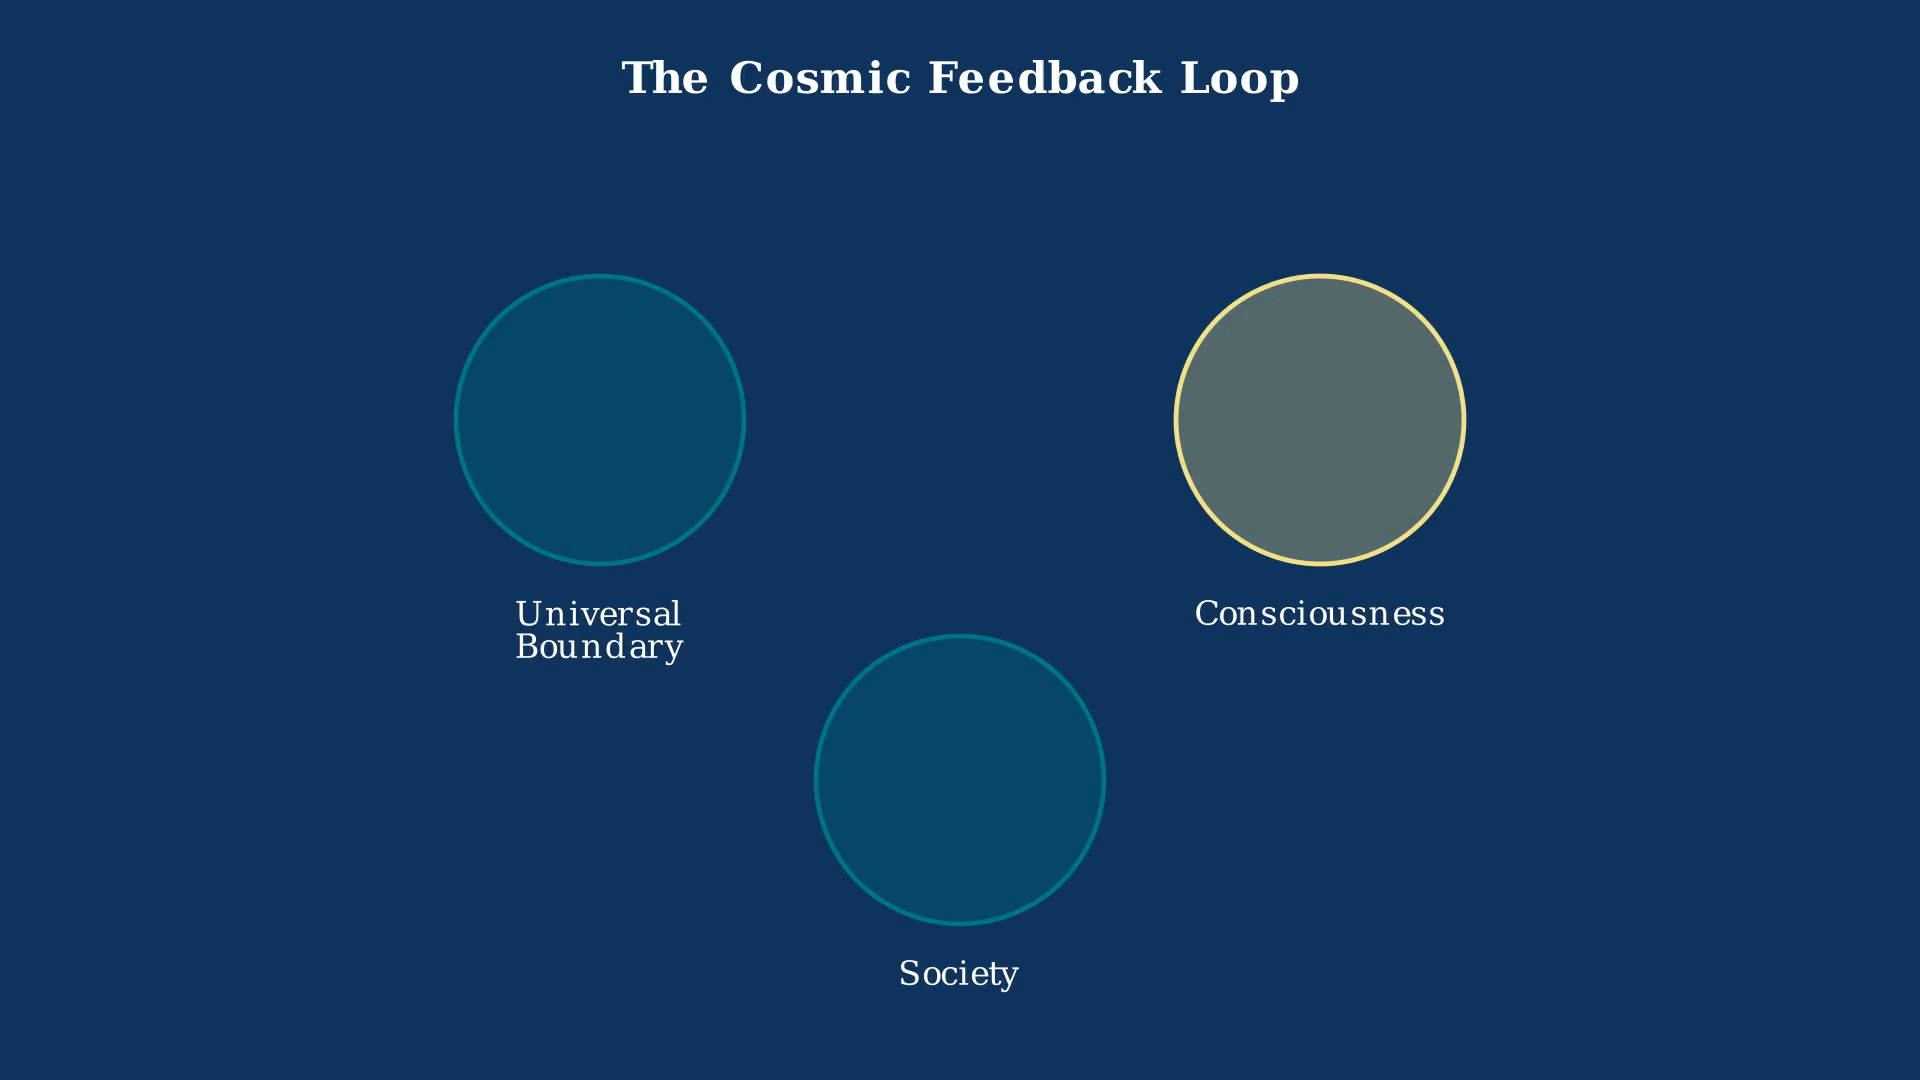 The Cosmic Feedback Loop
Universal
Boundary
Consciousness
Society